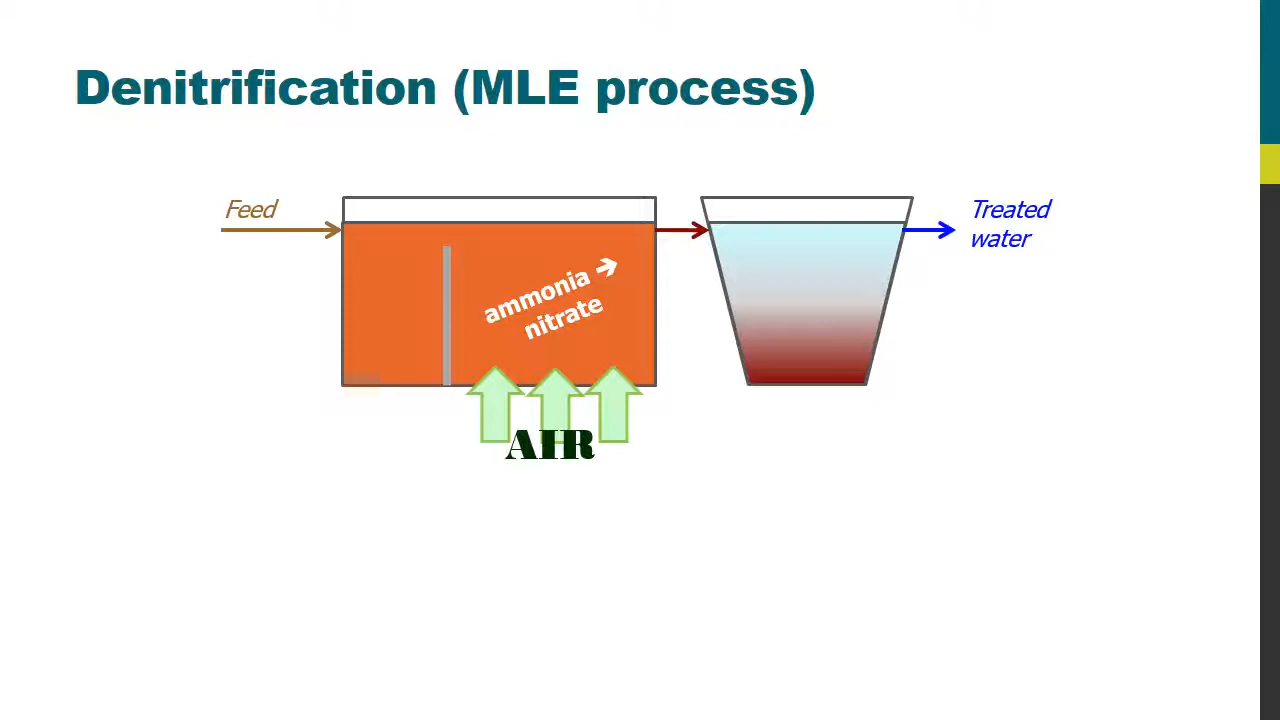 Denitrification (MLE process)
Feed
ammonia ➔
nitrate
Treated
water
AIR